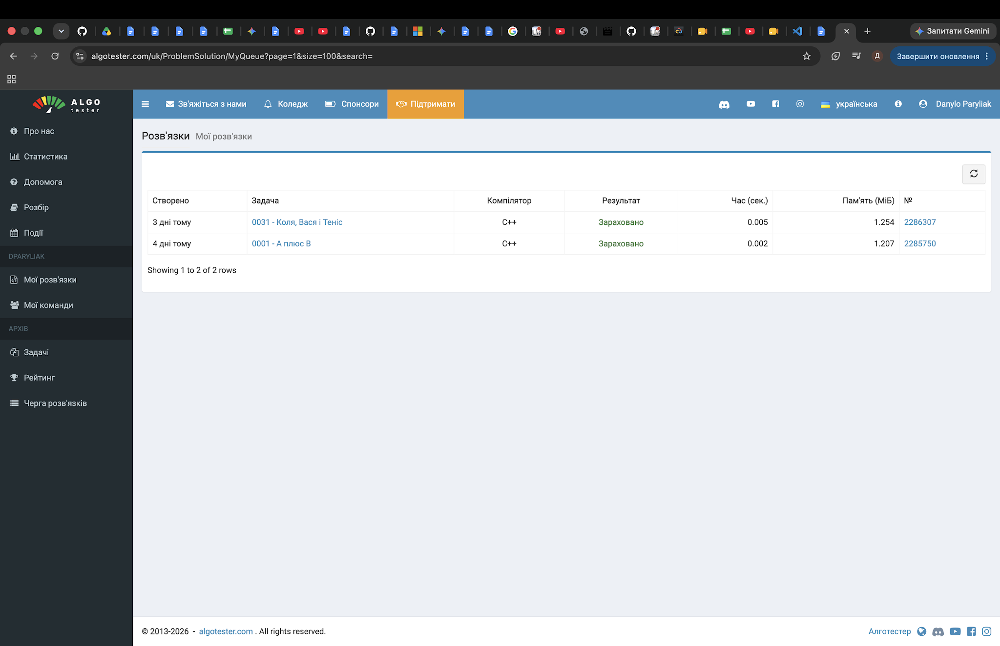 Запитати Gemini
algotester.com/uk/ProblemSolution/MyQueue?page=1&size=100&search=
Д
Завершити оновлення
ALGO
tester
Зв'яжіться з нами
Коледж
Спонсори
Підтримати
українська
Danylo Paryliak
Про нас
Статистика
Допомога
Розбір
Події
DPARYLIAK
Мої розв'язки
Мої команди
АРХІВ
Задачі
Рейтинг
Черга розв'язків
Розв'язки Мої розв'язки
Створено Задача Компілятор Результат Час (сек.) Пам'ять (МіБ) №
3 дні тому 0031 - Коля, Вася і Теніс C++ Зараховано 0.005 1.254 2286307
4 дні тому 0001 - А плюс B C++ Зараховано 0.002 1.207 2285750
Showing 1 to 2 of 2 rows
© 2013-2026 - algotester.com . All rights reserved.
Алготестер